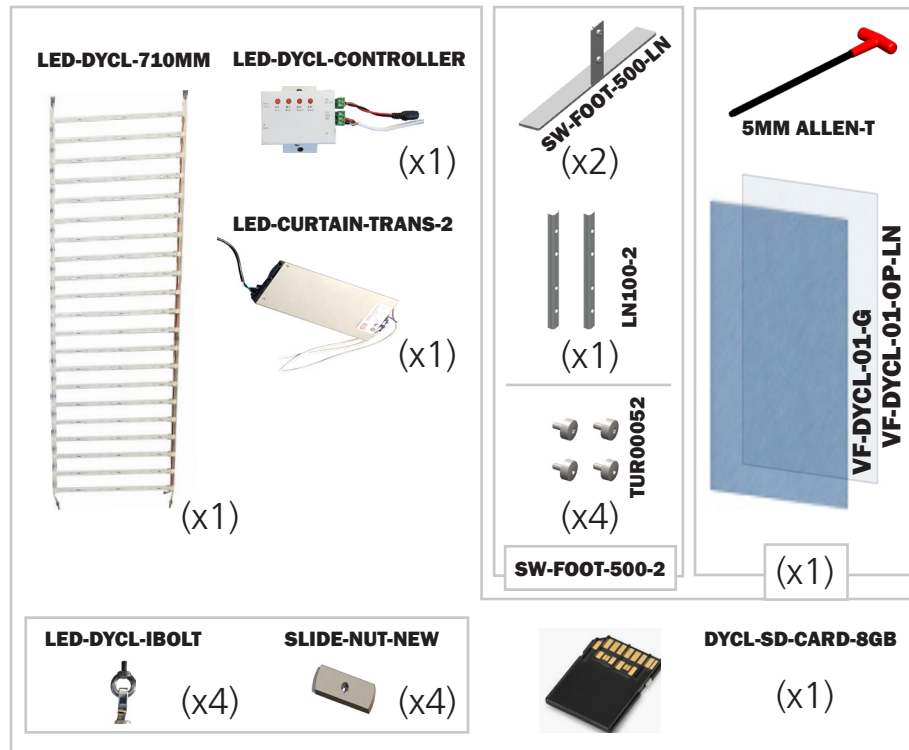 LED-DYCL-710MM
(x1)
LED-DYCL-CONTROLLER
(x1)
LED-CURTAIN-TRANS-2
(x1)
SW-FOOT-500-LN
(x2)
LN100-2
(x1)
TUR00052
(x4)
SW-FOOT-500-2
5MM ALLEN-T
VF-DYCL-01-G
VF-DYCL-01-OP-LN
(x1)
LED-DYCL-IBOLT
(x4)
SLIDE-NUT-NEW
(x4)
DYCL-SD-CARD-8GB
(x1)